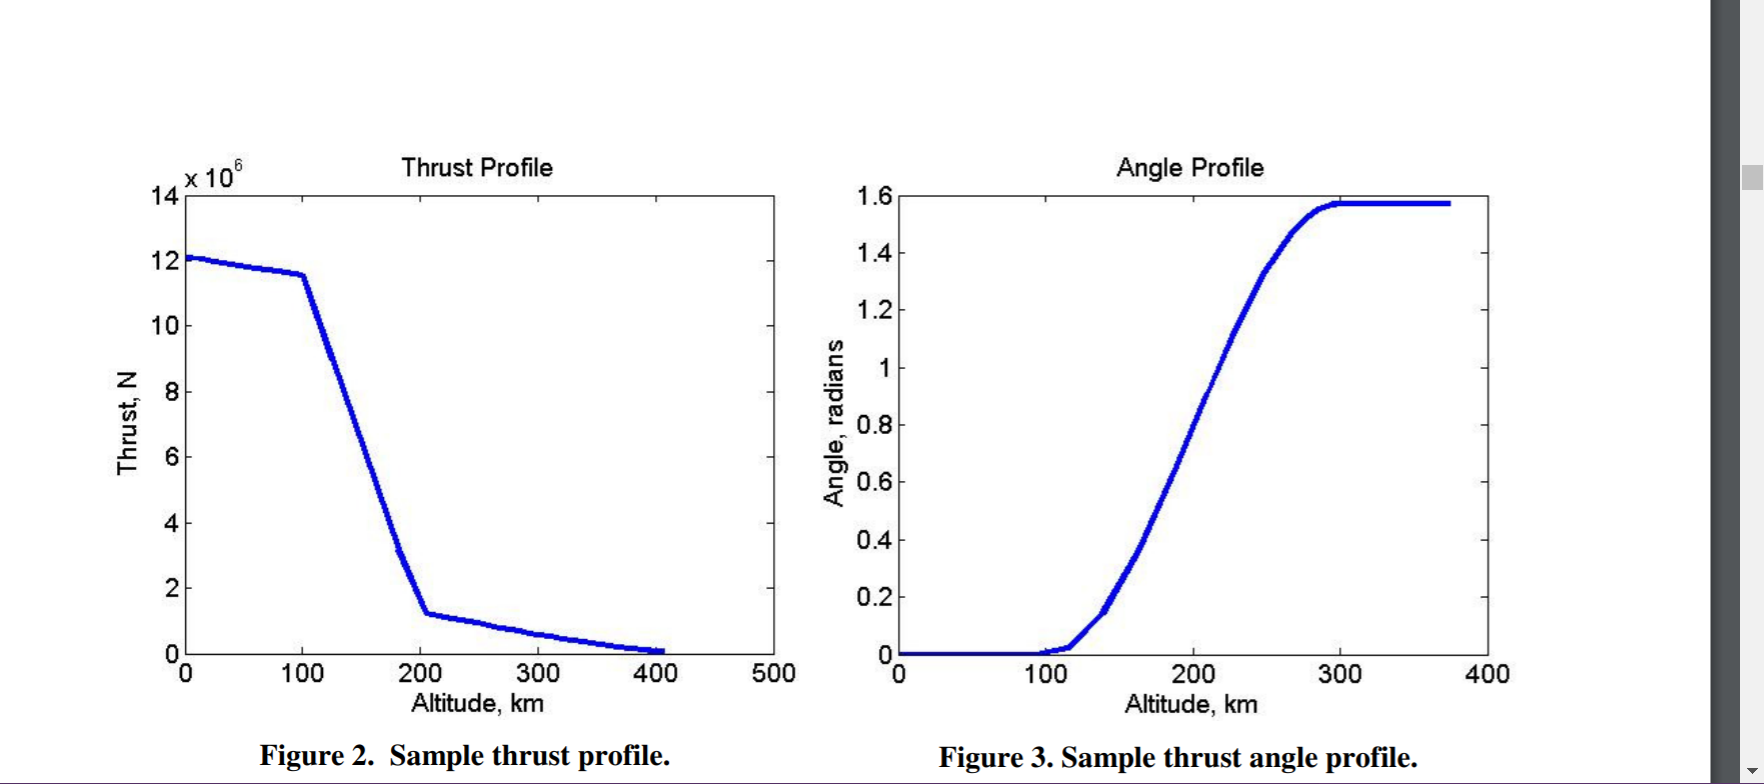 Thrust Profile
x 10^6
14
12
10
8
6
4
2
0
0 100 200 300 400 500
Thrust, N
Altitude, km
Figure 2. Sample thrust profile.
Angle Profile
1.6
1.4
1.2
1
0.8
0.6
0.4
0.2
0
0 100 200 300 400
Angle, radians
Altitude, km
Figure 3. Sample thrust angle profile.